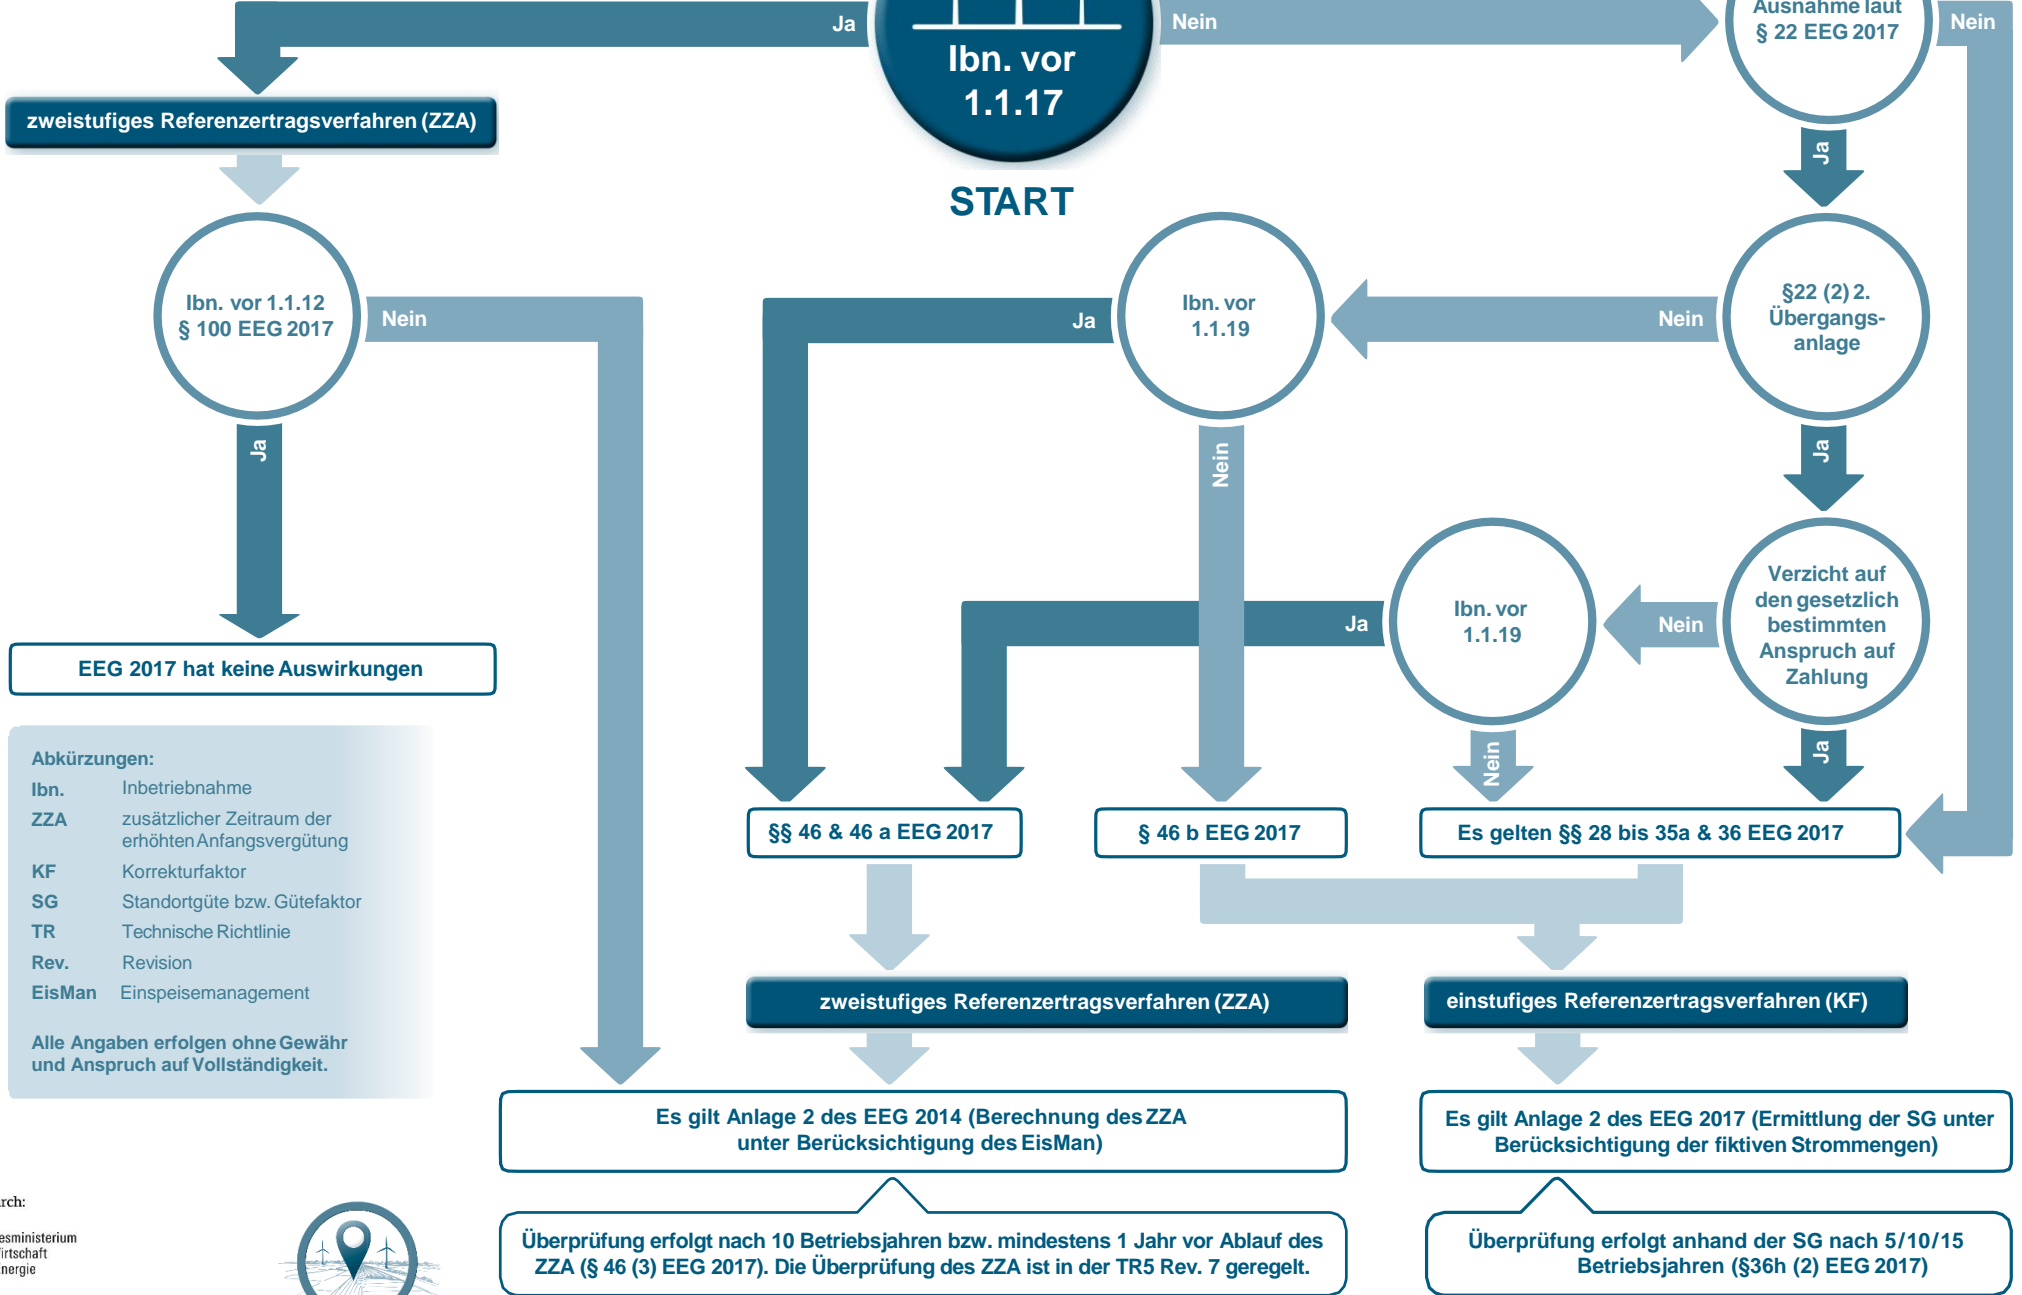 Ja
Ibn. vor
1.1.17
START
Nein
Ausnahme laut
§ 22 EEG 2017
Nein
Ja
zweistufiges Referenzertragsverfahren (ZZA)
Ibn. vor 1.1.12
§ 100 EEG 2017
Nein
Ja
EEG 2017 hat keine Auswirkungen
Ja
Ibn. vor
1.1.19
Nein
Nein
§22 (2) 2.
Übergangs-
anlage
Ja
Ja
Ibn. vor
1.1.19
Nein
Nein
Verzicht auf
den gesetzlich
bestimmten
Anspruch auf
Zahlung
Ja
Abkürzungen:
Ibn. Inbetriebnahme
ZZA zusätzlicher Zeitraum der
erhöhten Anfangsvergütung
KF Korrekturfaktor
SG Standortgüte bzw. Gütefaktor
TR Technische Richtlinie
Rev. Revision
EisMan Einspeisemanagement
Alle Angaben erfolgen ohne Gewähr
und Anspruch auf Vollständigkeit.
§§ 46 & 46 a EEG 2017
§ 46 b EEG 2017
Es gelten §§ 28 bis 35a & 36 EEG 2017
zweistufiges Referenzertragsverfahren (ZZA)
einstufiges Referenzertragsverfahren (KF)
Es gilt Anlage 2 des EEG 2014 (Berechnung des ZZA
unter Berücksichtigung des EisMan)
Es gilt Anlage 2 des EEG 2017 (Ermittlung der SG unter
Berücksichtigung der fiktiven Strommengen)
Überprüfung erfolgt nach 10 Betriebsjahren bzw. mindestens 1 Jahr vor Ablauf des
ZZA (§ 46 (3) EEG 2017). Die Überprüfung des ZZA ist in der TR5 Rev. 7 geregelt.
Überprüfung erfolgt anhand der SG nach 5/10/15
Betriebsjahren (§36h (2) EEG 2017)
rch:
esministerium
irtschaft
nergie